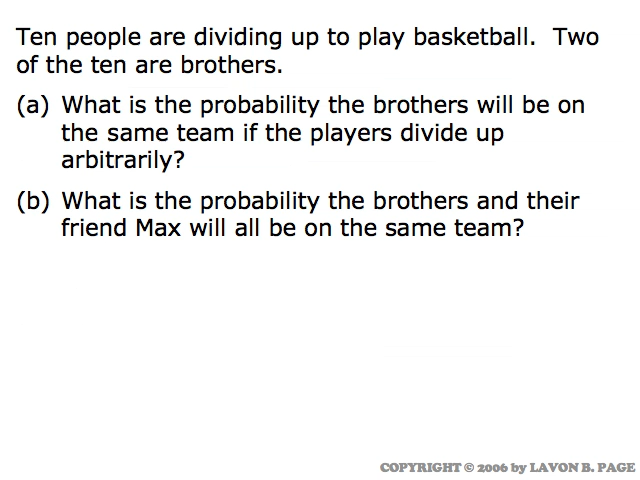 Ten people are dividing up to play basketball. Two
of the ten are brothers.
(a) What is the probability the brothers will be on
the same team if the players divide up
arbitrarily?
(b) What is the probability the brothers and their
friend Max will all be on the same team?
COPYRIGHT © 2006 by LAVON B. PAGE